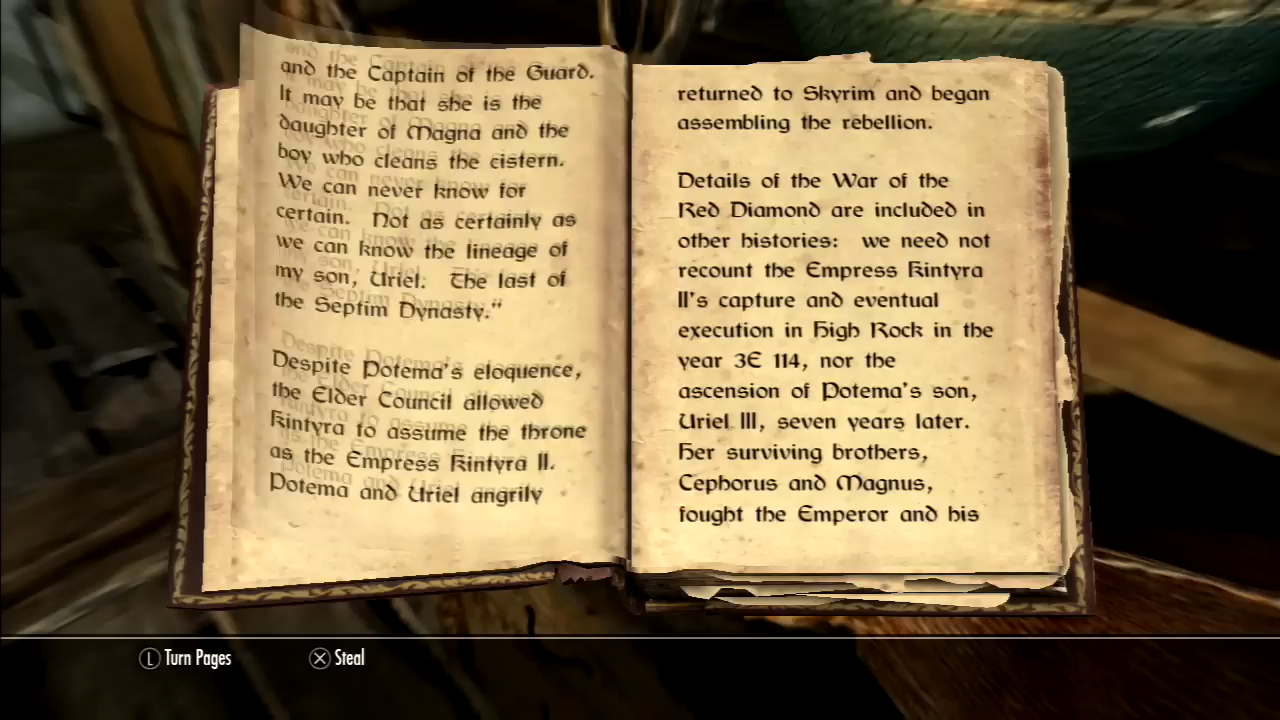 and the Captain of the Guard.
It may be that she is the
daughter of Magna and the
boy who cleans the cistern.
We can never know for
certain.  Not as certainly as
we can know the lineage of
my son, Uriel.  The last of
the Septim Dynasty."
Despite Potema's eloquence,
the Elder Council allowed
Kintyra to assume the throne
as the Empress Kintyra II.
Potema and Uriel angrily
returned to Skyrim and began
assembling the rebellion.
Details of the War of the
Red Diamond are included in
other histories:  we need not
recount the Empress Kintyra
II's capture and eventual
execution in High Rock in the
year 3E 114, nor the
ascension of Potema's son,
Uriel III, seven years later.
Her surviving brothers,
Cephorus and Magnus,
fought the Emperor and his
L Turn Pages
X Steal